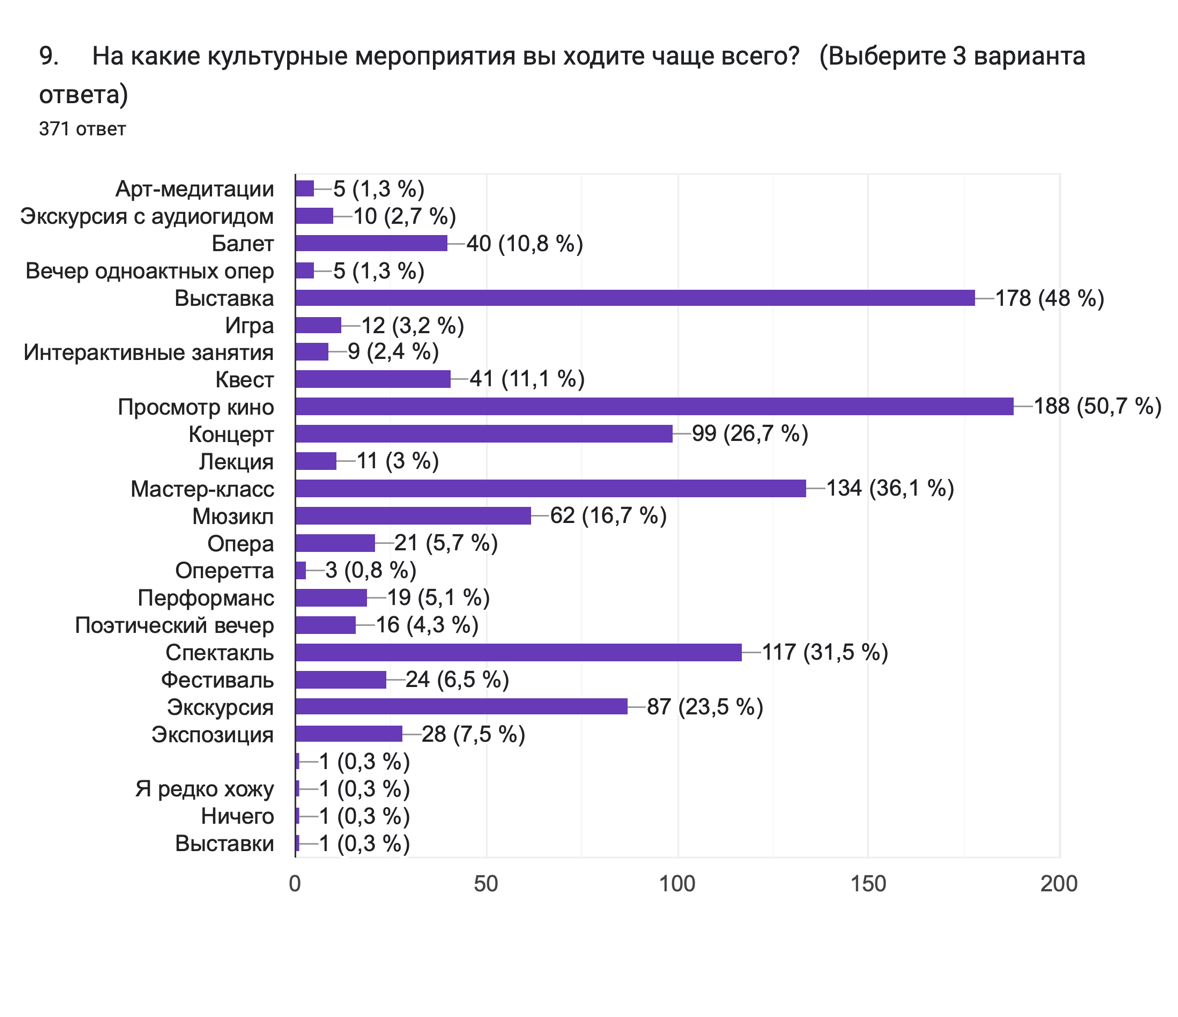 9. На какие культурные мероприятия вы ходите чаще всего? (Выберите 3 варианта
ответа)
371 ответ
Арт-медитации 5 (1,3 %)
Экскурсия с аудиогидом 10 (2,7 %)
Балет 40 (10,8 %)
Вечер одноактных опер 5 (1,3 %)
Выставка 178 (48 %)
Игра 12 (3,2 %)
Интерактивные занятия 9 (2,4 %)
Квест 41 (11,1 %)
Просмотр кино 188 (50,7 %)
Концерт 99 (26,7 %)
Лекция 11 (3 %)
Мастер-класс 134 (36,1 %)
Мюзикл 62 (16,7 %)
Опера 21 (5,7 %)
Оперетта 3 (0,8 %)
Перформанс 19 (5,1 %)
Поэтический вечер 16 (4,3 %)
Спектакль 117 (31,5 %)
Фестиваль 24 (6,5 %)
Экскурсия 87 (23,5 %)
Экспозиция 28 (7,5 %)
1 (0,3 %)
Я редко хожу 1 (0,3 %)
Ничего 1 (0,3 %)
Выставки 1 (0,3 %)
0 50 100 150 200